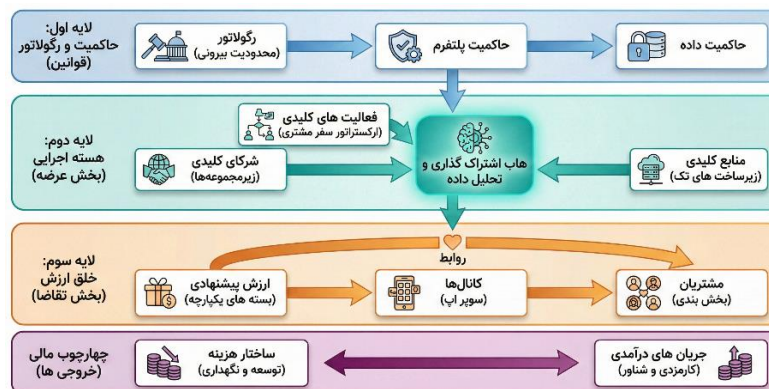 لایه اول:
حاکمیت و رگولاتور
(قوانین)
رگولاتور
(محدودیت بیرونی)
حاکمیت پلتفرم
حاکمیت داده
لایه دوم:
هسته اجرایی
(بخش عرضه)
فعالیت های کلیدی
(ارکستراتور سفر مشتری)
شرکای کلیدی
(زیرمجموعه‌ها)
هاب اشتراک گذاری و
تحلیل داده
منابع کلیدی
(زیرساخت های تک)
لایه سوم:
خلق ارزش
(بخش تقاضا)
روابط
ارزش پیشنهادی
(بسته های یکپارچه)
کانال‌ها
(سوپر اپ)
مشتریان
(بخش بندی)
چهارچوب مالی
(خروجی ها)
ساختار هزینه
(توسعه و نگهداری)
جریان های درآمدی
(کارمزدی و شناور)